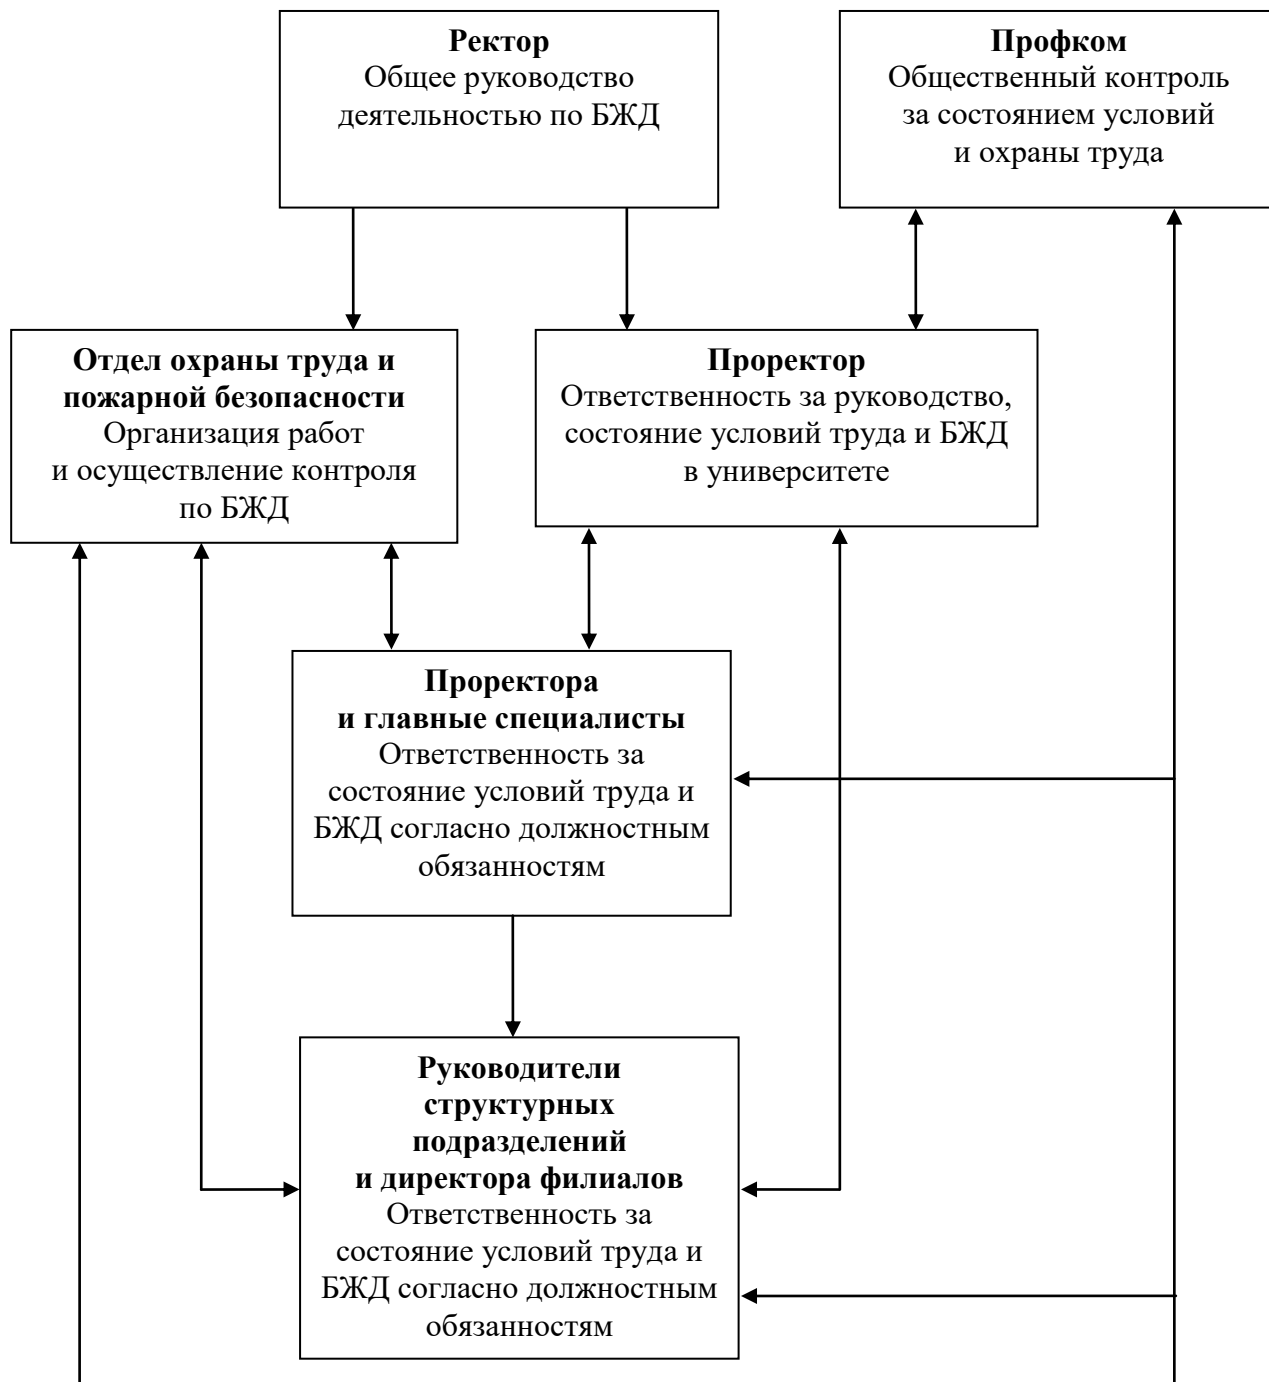 Ректор
Общее руководство
деятельностью по БЖД
Профком
Общественный контроль
за состоянием условий
и охраны труда
Отдел охраны труда и
пожарной безопасности
Организация работ
и осуществление контроля
по БЖД
Проректор
Ответственность за руководство,
состояние условий труда и БЖД
в университете
Проректора
и главные специалисты
Ответственность за
состояние условий труда и
БЖД согласно должностным
обязанностям
Руководители
структурных
подразделений
и директора филиалов
Ответственность за
состояние условий труда и
БЖД согласно должностным
обязанностям